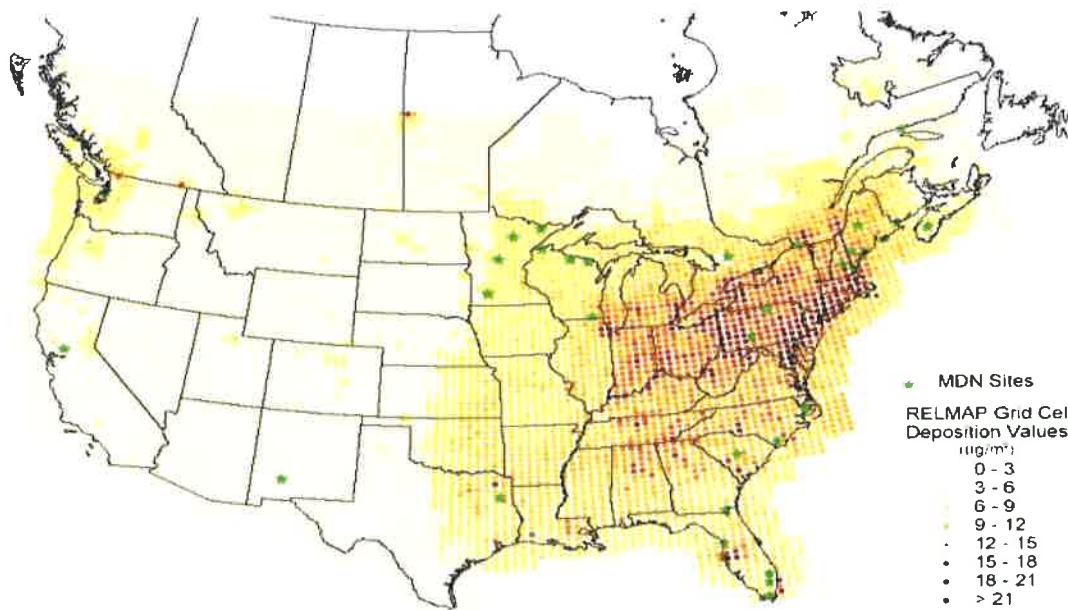 MDN Sites
RELMAP Grid Cel
Deposition Values
0 - 3
3 - 6
6 - 9
9 - 12
12 - 15
15 - 18
18 - 21
> 21